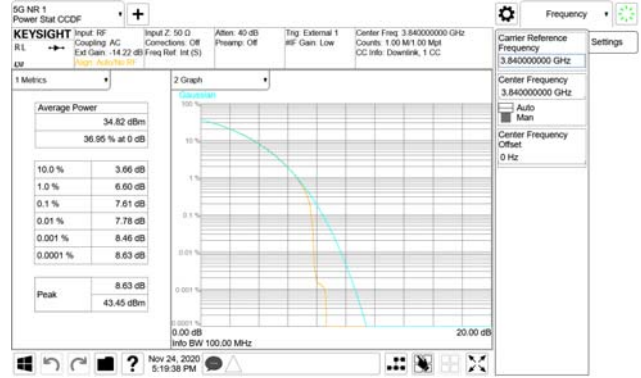 5G NR 1
Power Stat CCDF
+
Frequency
KEYSIGHT
RL
Input: RF
Coupling: AC
Ext Gain: -14.22 dB
Align: Auto/No RF
Input Z: 50 Ω
Corrections: Off
Freq Ref: Int (S)
Atten: 40 dB
Preamp: Off
Trig: External 1
#IF Gain: Low
Center Freq: 3.840000000 GHz
Counts: 1.00 M/1.00 Mpt
CC Info: Downlink, 1 CC
Carrier Reference
Frequency
3.840000000 GHz
Settings
Center Frequency
3.840000000 GHz
Auto
Man
Center Frequency
Offset
0 Hz
1 Metrics
Average Power
34.82 dBm
36.95 % at 0 dB
10.0 % 3.66 dB
1.0 % 6.60 dB
0.1 % 7.61 dB
0.01 % 7.78 dB
0.001 % 8.46 dB
0.0001 % 8.63 dB
Peak
8.63 dB
43.45 dBm
2 Graph
Gaussian
100 %
10 %
1 %
0.1 %
0.01 %
0.001 %
0.0001 %
0.00 dB
20.00 dB
Info BW 100.00 MHz
?
Nov 24, 2020
5:19:38 PM